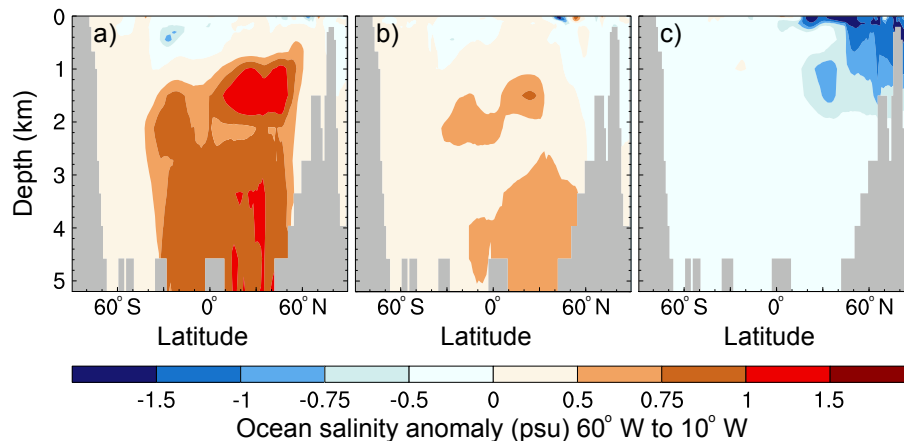 a) b) c)
0
1
2
3
4
5
Depth (km)
60° S 0° 60° N 60° S 0° 60° N 60° S 0° 60° N
Latitude Latitude Latitude
-1.5 -1 -0.75 -0.5 0 0.5 0.75 1 1.5
Ocean salinity anomaly (psu) 60° W to 10° W